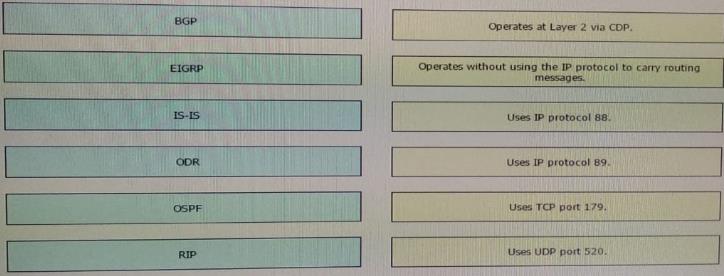 BGP
Operates at Layer 2 via CDP.
EIGRP
Operates without using the IP protocol to carry routing
messages.
IS-IS
Uses IP protocol 88.
ODR
Uses IP protocol 89.
OSPF
Uses TCP port 179.
RIP
Uses UDP port 520.